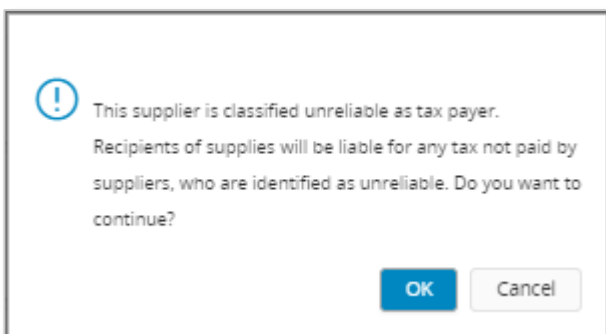 This supplier is classified unreliable as tax payer.
Recipients of supplies will be liable for any tax not paid by
suppliers, who are identified as unreliable. Do you want to
continue?
OK
Cancel